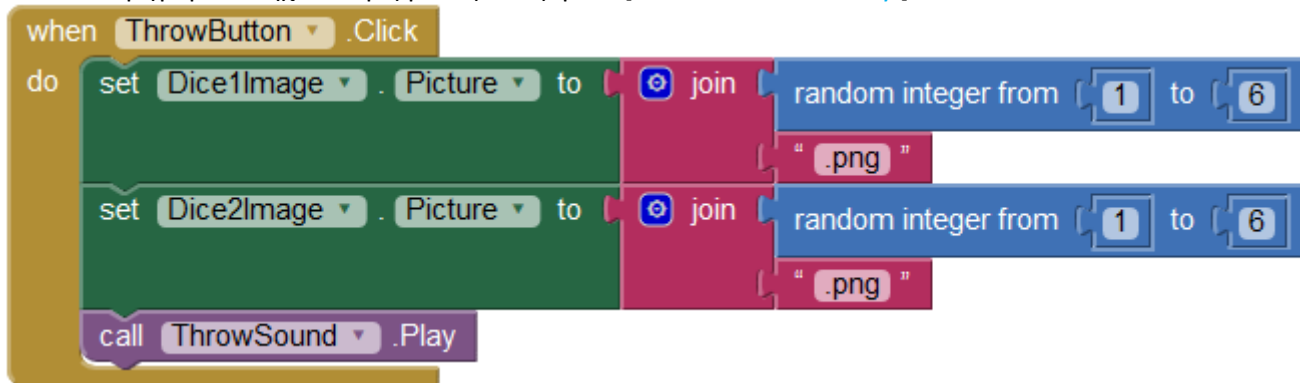 when ThrowButton .Click
do set Dice1Image . Picture to join random integer from 1 to 6
“ .png ”
set Dice2Image . Picture to join random integer from 1 to 6
“ .png ”
call ThrowSound .Play